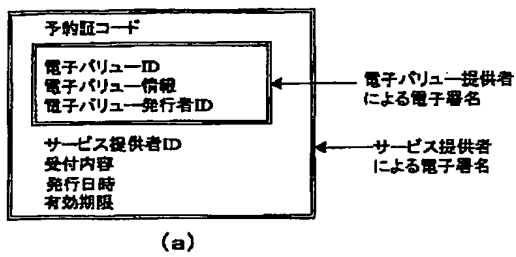 予約証コード
電子バリューID
電子バリュー情報
電子バリュー発行者ID
電子バリュー提供者
による電子署名
サービス提供者ID
受付内容
発行日時
有効期限
サービス提供者
による電子署名
(a)